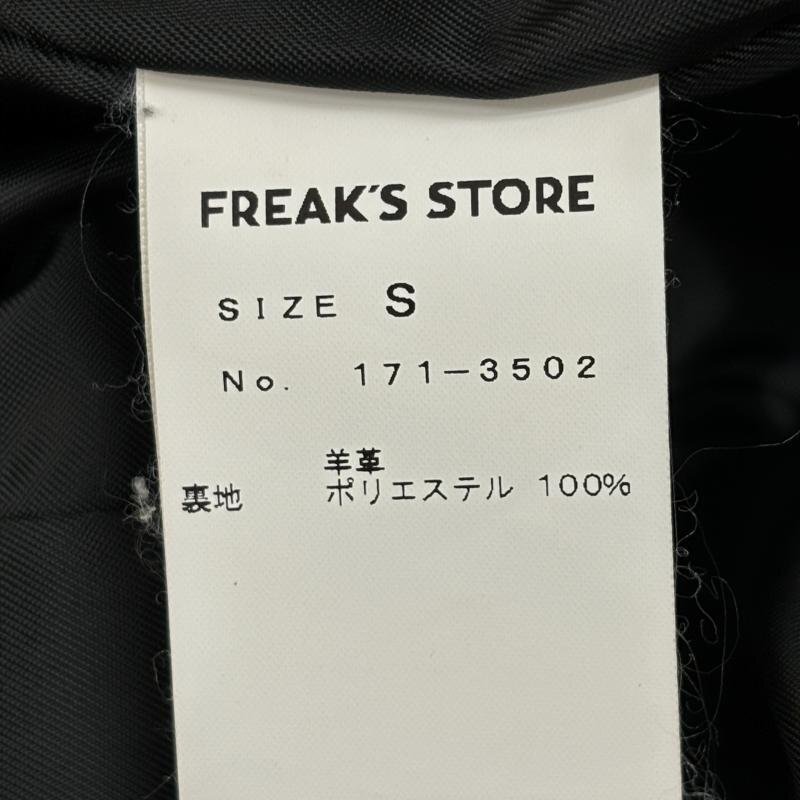 FREAK'S STORE
SIZE S
No. 171-3502
羊革
裏地 ポリエステル 100%